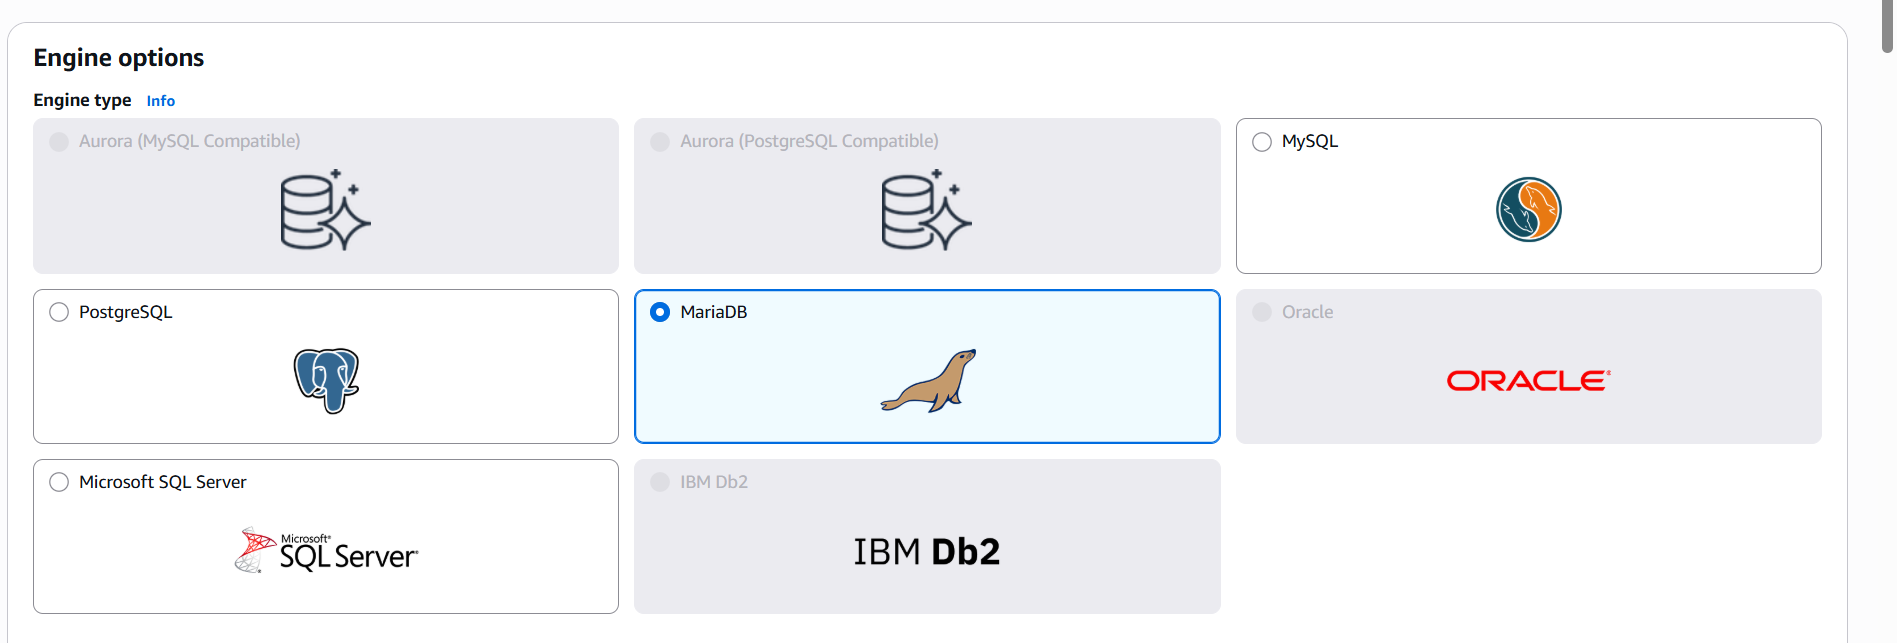 Engine options
Engine type Info
Aurora (MySQL Compatible)
Aurora (PostgreSQL Compatible)
MySQL
PostgreSQL
MariaDB
Oracle
ORACLE®
Microsoft SQL Server
Microsoft®
SQL Server®
IBM Db2
IBM Db2